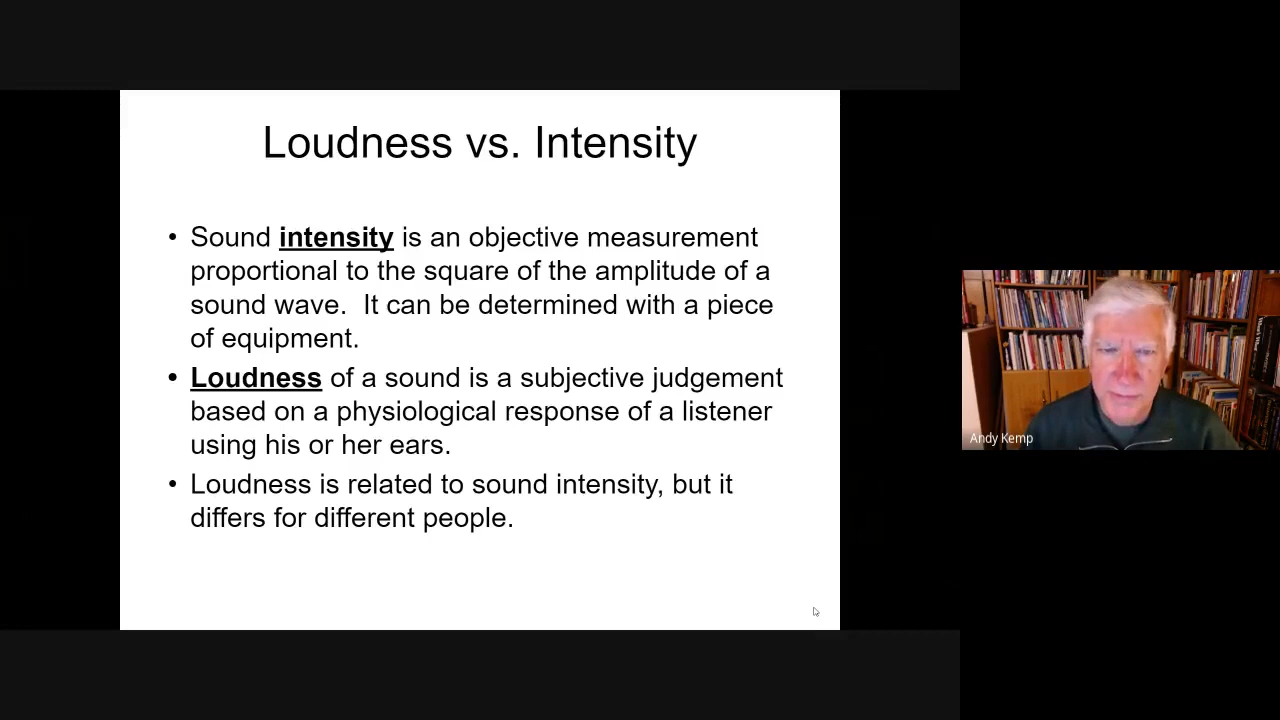 Loudness vs. Intensity
• Sound intensity is an objective measurement
proportional to the square of the amplitude of a
sound wave.  It can be determined with a piece
of equipment.
• Loudness of a sound is a subjective judgement
based on a physiological response of a listener
using his or her ears.
• Loudness is related to sound intensity, but it
differs for different people.
Andy Kemp